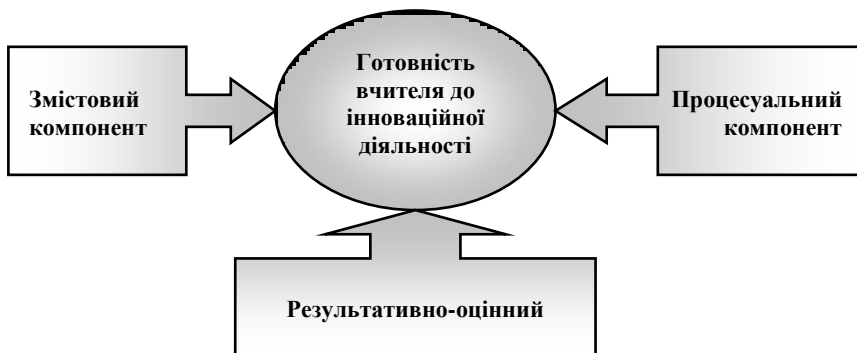 Готовність
вчителя до
інноваційної
діяльності
Змістовий
компонент
Процесуальний
компонент
Результативно-оцінний